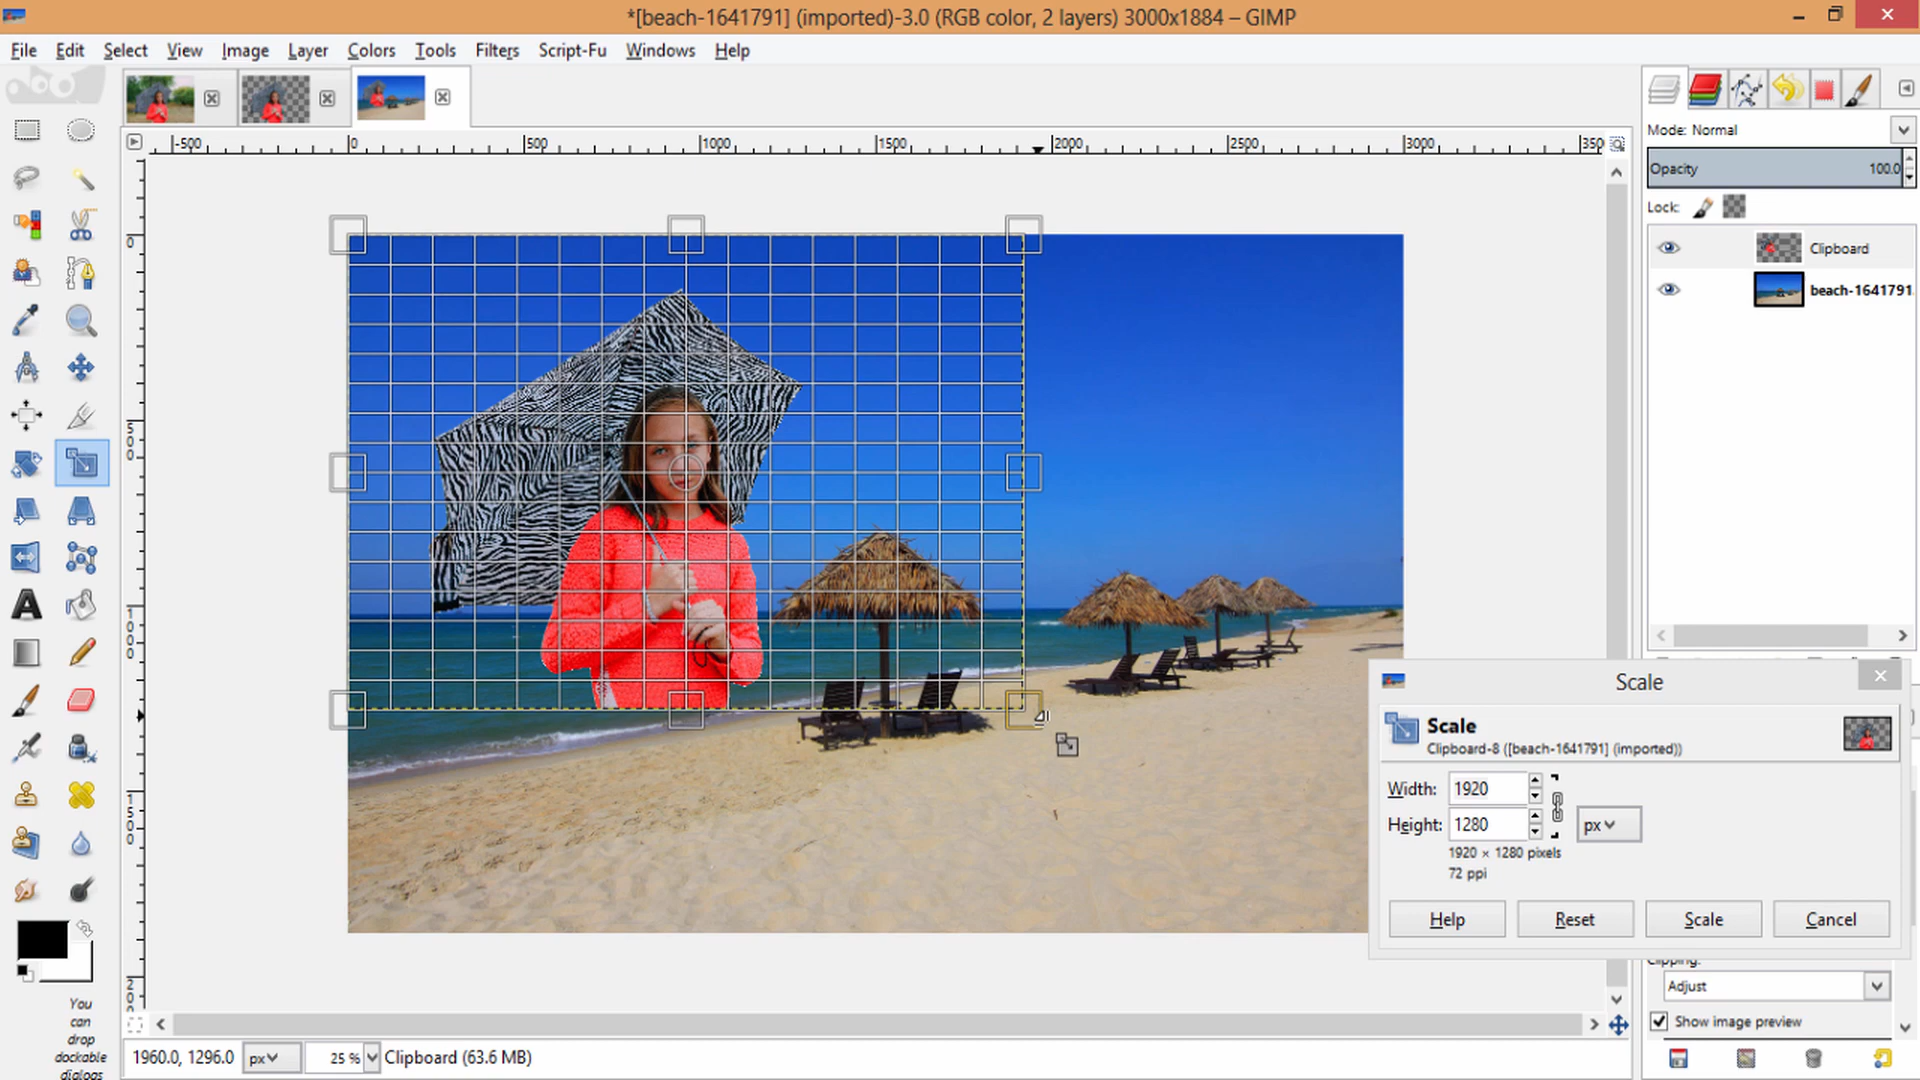 *[beach-1641791] (imported)-3.0 (RGB color, 2 layers) 3000x1884 – GIMP
File Edit Select View Image Layer Colors Tools Filters Script-Fu Windows Help
-500 0 500 1000 1500 2000 2500 3000 350
0
500
1000
1500
200
Mode: Normal
Opacity 100.0
Lock:
Clipboard
beach-1641791
Scale
Scale
Clipboard-8 ([beach-1641791] (imported))
Width: 1920
Height: 1280 px
1920 × 1280 pixels
72 ppi
Help Reset Scale Cancel
Clipping:
Adjust
Show image preview
You
can
drop
dockable
dialogs
1960.0, 1296.0 px 25 % Clipboard (63.6 MB)